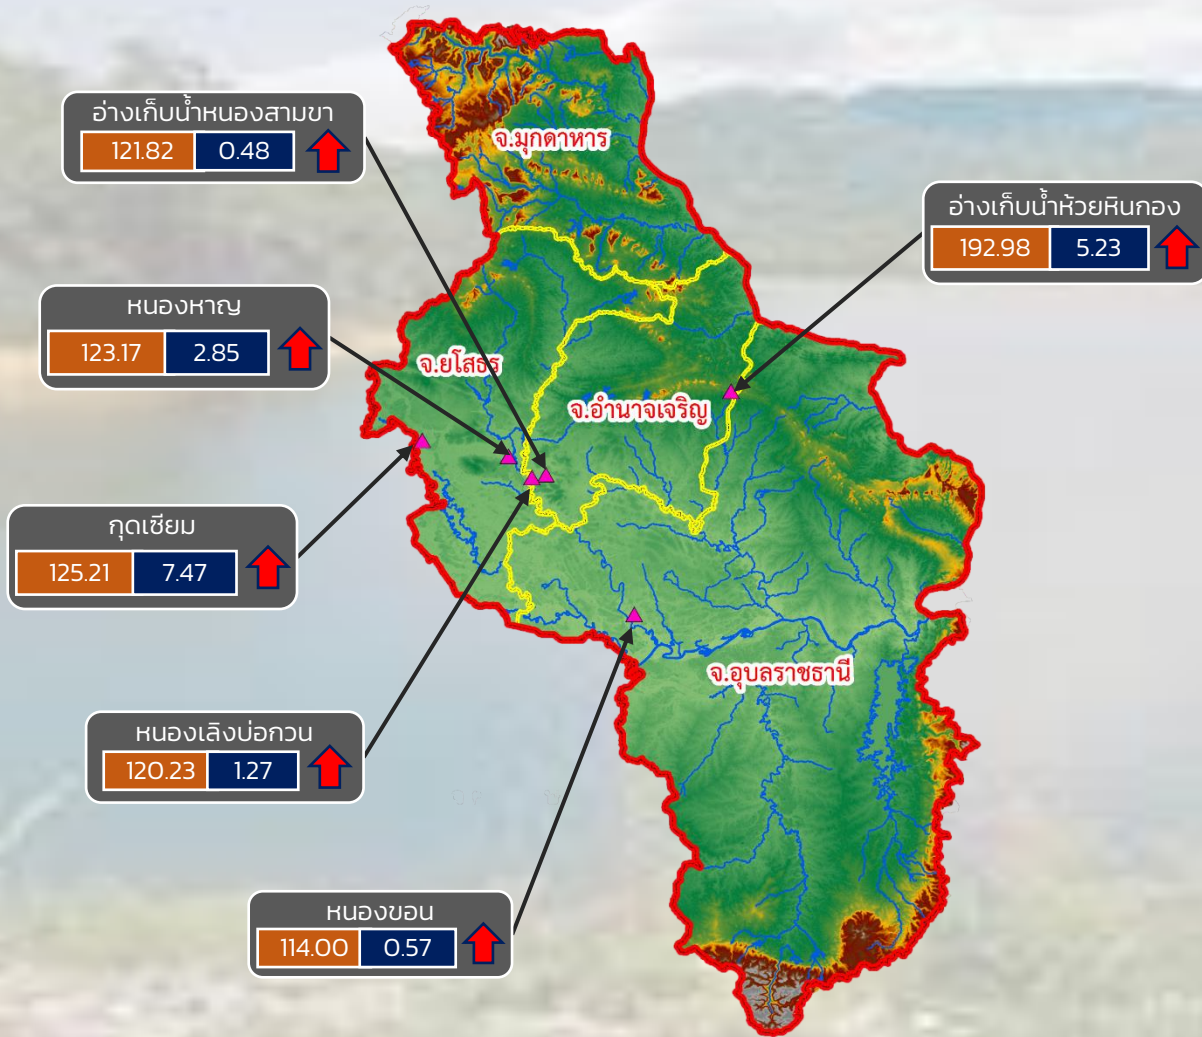 อ่างเก็บน้ำหนองสามขา
121.82 0.48
จ.มุกดาหาร
อ่างเก็บน้ำห้วยหินกอง
192.98 5.23
หนองหาญ
123.17 2.85
จ.ยโสธร
จ.อำนาจเจริญ
กุดเซียม
125.21 7.47
จ.อุบลราชธานี
หนองเลิงบ่อกวน
120.23 1.27
หนองขอน
114.00 0.57